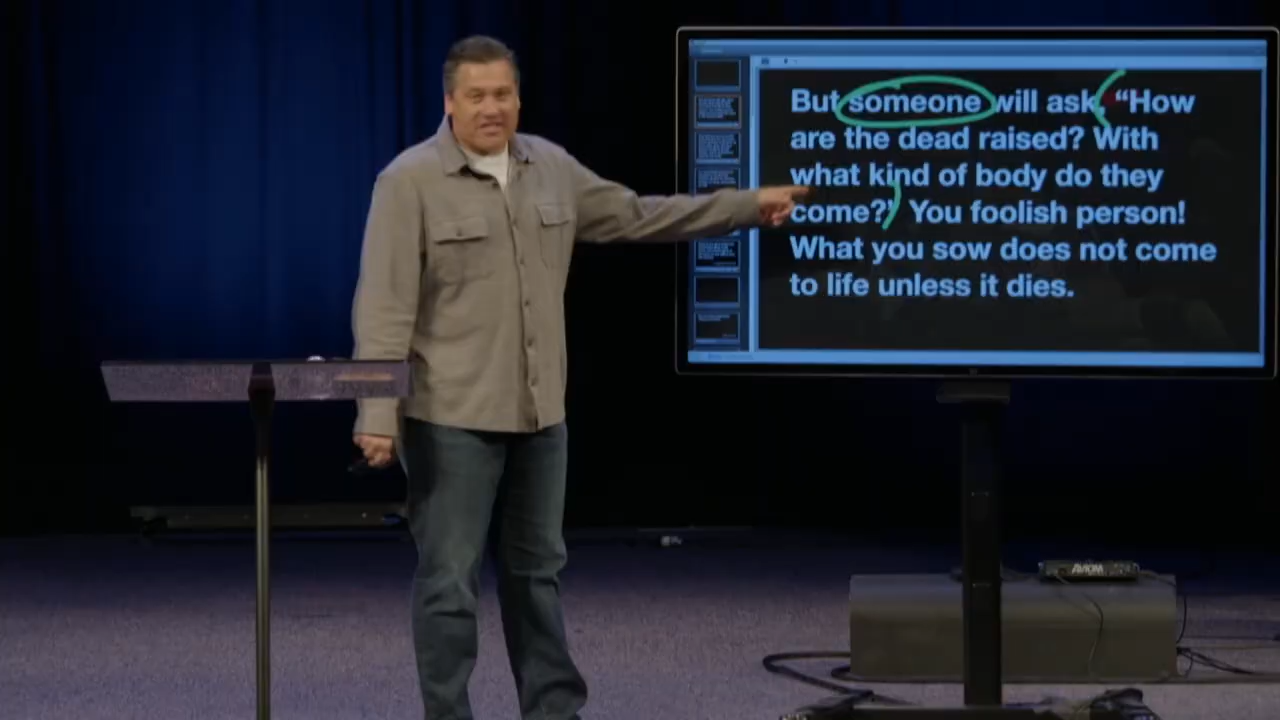 But someone will ask, “How
are the dead raised? With
what kind of body do they
come?” You foolish person!
What you sow does not come
to life unless it dies.
AVIOM